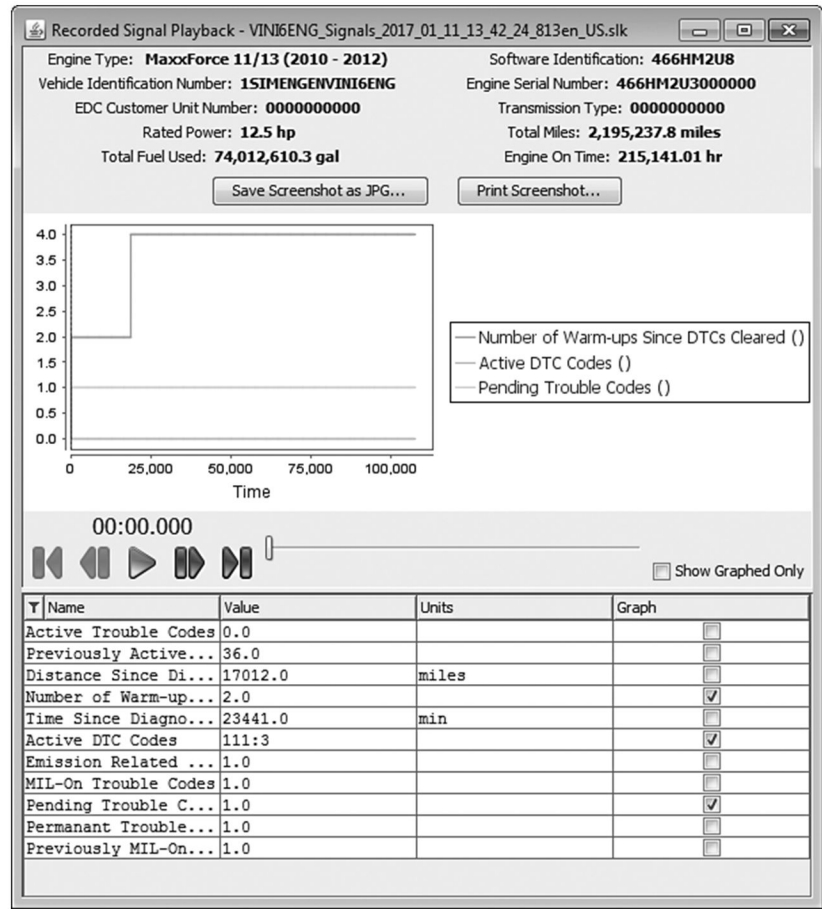 Recorded Signal Playback - VINI6ENG_Signals_2017_01_11_13_42_24_813en_US.slk
Engine Type: MaxxForce 11/13 (2010 - 2012) Software Identification: 466HM2U8
Vehicle Identification Number: 1SIMENGENVINI6ENG Engine Serial Number: 466HM2U3000000
EDC Customer Unit Number: 0000000000 Transmission Type: 0000000000
Rated Power: 12.5 hp Total Miles: 2,195,237.8 miles
Total Fuel Used: 74,012,610.3 gal Engine On Time: 215,141.01 hr
Save Screenshot as JPG... Print Screenshot...
4.0
3.5
3.0
2.5
2.0
1.5
1.0
0.5
0.0
0 25,000 50,000 75,000 100,000
Time
Number of Warm-ups Since DTCs Cleared ()
Active DTC Codes ()
Pending Trouble Codes ()
00:00.000
Show Graphed Only
Name Value Units Graph
Active Trouble Codes 0.0
Previously Active... 36.0
Distance Since Di... 17012.0 miles
Number of Warm-up... 2.0
Time Since Diagno... 23441.0 min
Active DTC Codes 111:3
Emission Related ... 1.0
MIL-On Trouble Codes 1.0
Pending Trouble C... 1.0
Permanant Trouble... 1.0
Previously MIL-On... 1.0